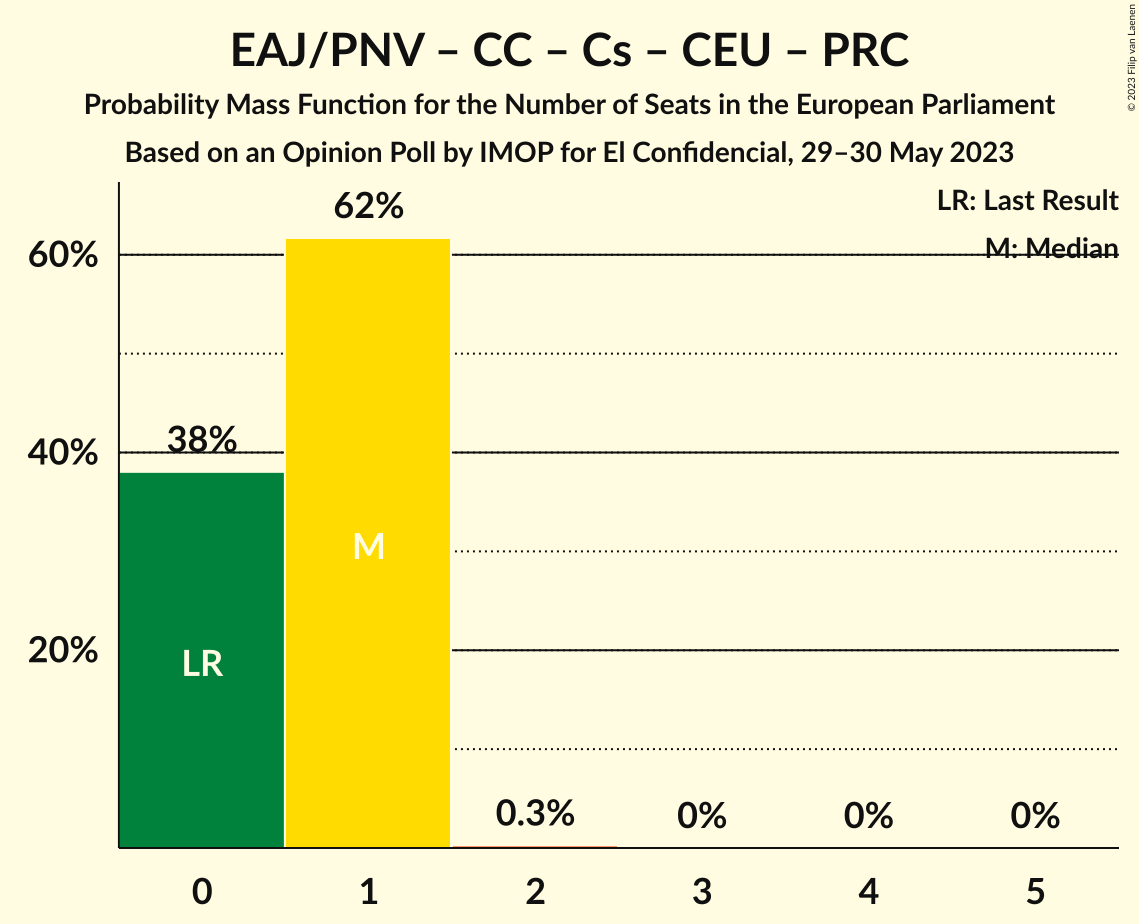 EAJ/PNV – CC – Cs – CEU – PRC
Probability Mass Function for the Number of Seats in the European Parliament
Based on an Opinion Poll by IMOP for El Confidencial, 29–30 May 2023
© 2023 Filip van Laenen
LR: Last Result
M: Median
62%
60%
38%
40%
M
LR
20%
0.3%
0%
0%
0%
0
1
2
3
4
5